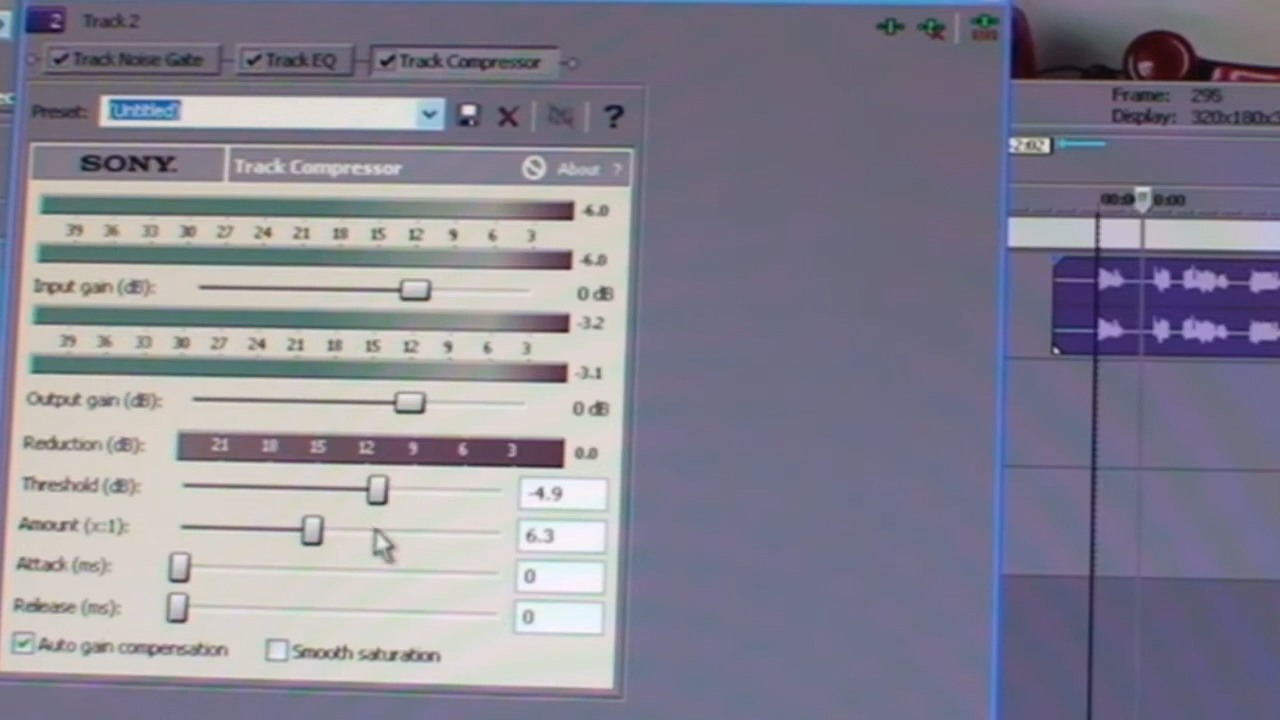 2 Track 2
Track Noise Gate Track EQ Track Compressor
Preset: [Untitled] ?
Frame: 295
Display: 320x180x
SONY. Track Compressor About ?
2:02
-6.0
39 36 33 30 27 24 21 18 15 12 9 6 3
-6.0
Input gain (dB): 0 dB
-3.2
39 36 33 30 27 24 21 18 15 12 9 6 3
-3.1
Output gain (dB): 0 dB
Reduction (dB): 21 18 15 12 9 6 3 0.0
Threshold (dB): -4.9
Amount (x:1): 6.3
Attack (ms): 0
Release (ms): 0
Auto gain compensation Smooth saturation